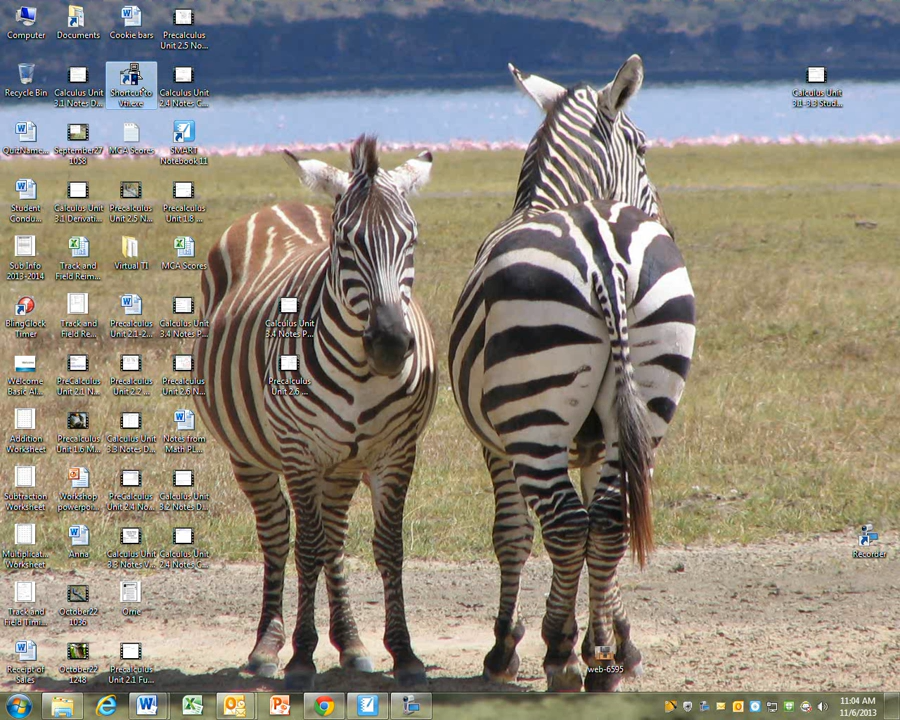 Computer
Documents
Cookie bars
Precalculus
Unit 2.5 No...
Recycle Bin
Calculus Unit
3.1 Notes D...
Shortcut to
Calculus Unit
2.4 Notes C...
Calculus Unit
3.1-3.3 Stud...
QuizName...
September27
1058
MCA Scores
SMART
Notebook 11
Student
Condu...
Calculus Unit
3.1 Derivati...
Precalculus
Unit 2.5 N...
Precalculus
Unit 1.8 ...
Sub Info
2013-2014
Track and
Field Reim...
Virtual TI
MCA Scores
BlingClock
Timer
Track and
Field Re...
Precalculus
Unit 2.1-2...
Calculus Unit
3.4 Notes P...
Calculus Unit
3.4 Notes P...
Welcome
Basic Al...
PreCalculus
Unit 2.1 N...
Precalculus
Unit 2.2 ...
Precalculus
Unit 2.6 N...
Precalculus
Unit 2.6 ...
Addition
Worksheet
Precalculus
Unit 1.6 M...
Calculus Unit
3.3 Notes D...
Notes from
Math PL...
Subtraction
Worksheet
Workshop
powerpoi...
PreCalculus
Unit 2.4 No...
Calculus Unit
3.2 Notes D...
Multiplicat...
Worksheet
Anna
Calculus Unit
3.3 Notes V...
Calculus Unit
2.4 Notes C...
Recorder
Track and
Field Timi...
October22
1036
Orne
Receipt of
Sales
October22
1248
Precalculus
Unit 2.1 Fu...
web-6595
11:04 AM
11/6/2013